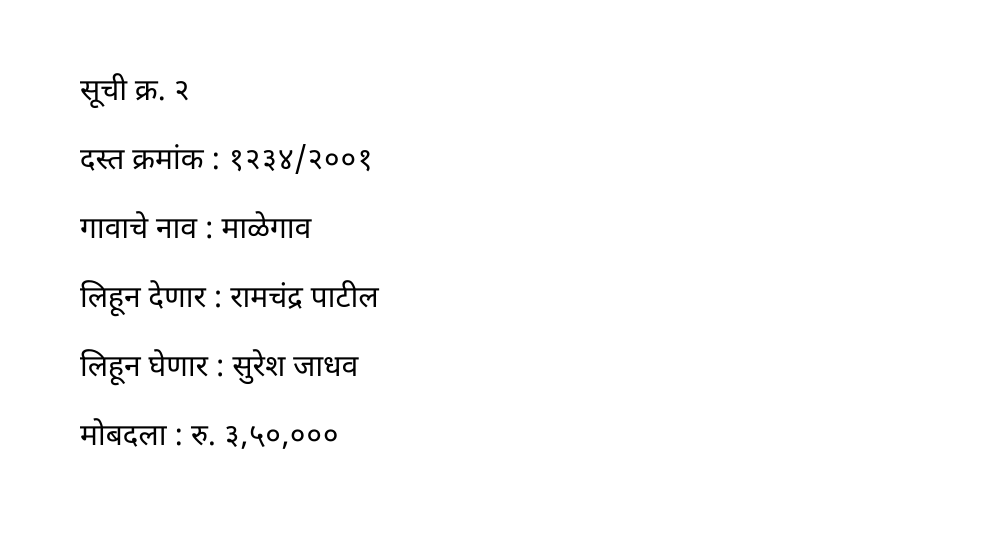 सूची क्र. २
दस्त क्रमांक : १२३४/२००१
गावाचे नाव : माळेगाव
लिहून देणार : रामचंद्र पाटील
लिहून घेणार : सुरेश जाधव
मोबदला : रु. ३,५०,०००